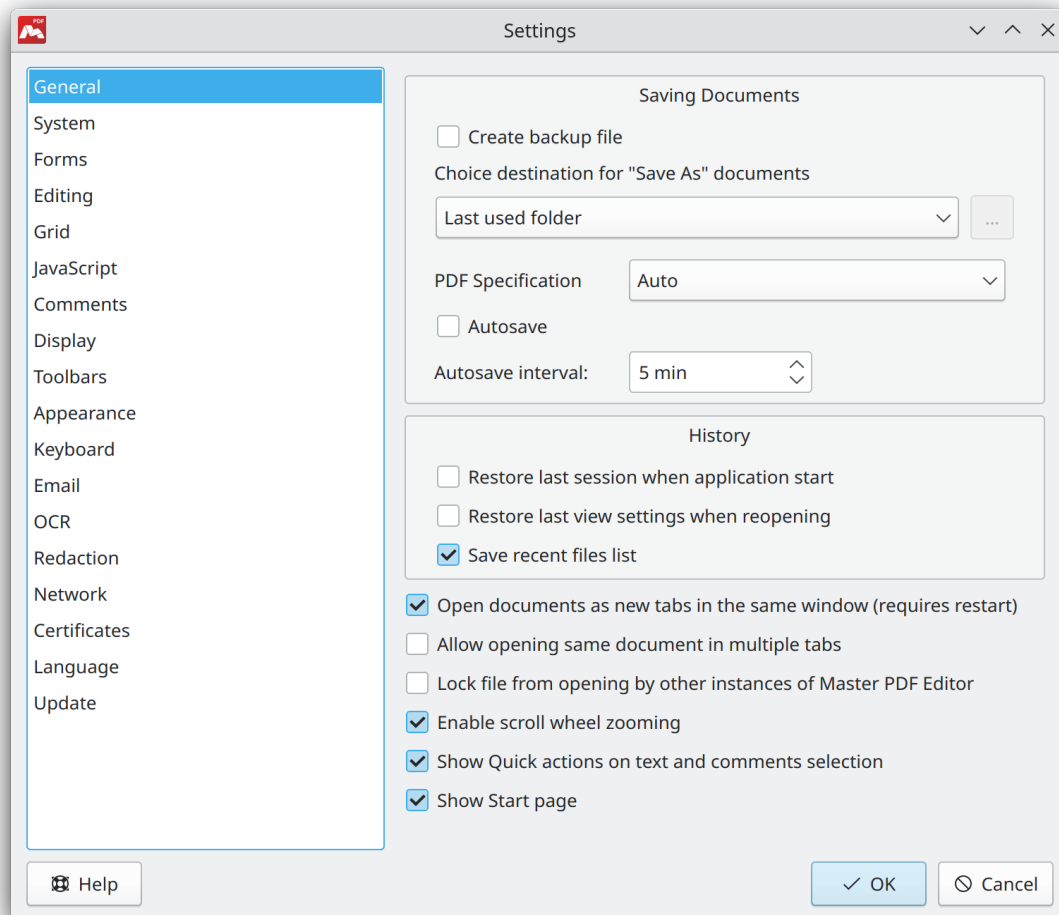 PDF
Settings
General
System
Forms
Editing
Grid
JavaScript
Comments
Display
Toolbars
Appearance
Keyboard
Email
OCR
Redaction
Network
Certificates
Language
Update
Saving Documents
Create backup file
Choice destination for "Save As" documents
Last used folder
...
PDF Specification Auto
Autosave
Autosave interval: 5 min
History
Restore last session when application start
Restore last view settings when reopening
Save recent files list
Open documents as new tabs in the same window (requires restart)
Allow opening same document in multiple tabs
Lock file from opening by other instances of Master PDF Editor
Enable scroll wheel zooming
Show Quick actions on text and comments selection
Show Start page
Help
OK
Cancel